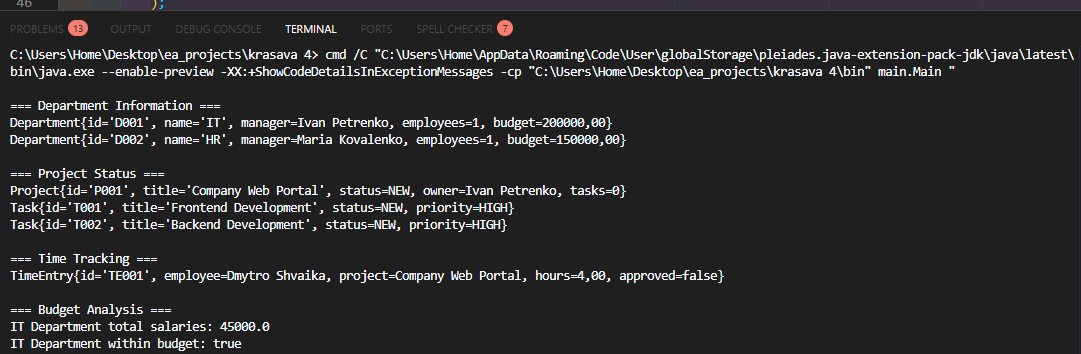 46 );
PROBLEMS 13 OUTPUT DEBUG CONSOLE TERMINAL PORTS SPELL CHECKER 7
C:\Users\Home\Desktop\ea_projects\krasava 4> cmd /C "C:\Users\Home\AppData\Roaming\Code\User\globalStorage\pleiades.java-extension-pack-jdk\java\latest\
bin\java.exe --enable-preview -XX:+ShowCodeDetailsInExceptionMessages -cp "C:\Users\Home\Desktop\ea_projects\krasava 4\bin" main.Main "
=== Department Information ===
Department{id='D001', name='IT', manager=Ivan Petrenko, employees=1, budget=200000,00}
Department{id='D002', name='HR', manager=Maria Kovalenko, employees=1, budget=150000,00}
=== Project Status ===
Project{id='P001', title='Company Web Portal', status=NEW, owner=Ivan Petrenko, tasks=0}
Task{id='T001', title='Frontend Development', status=NEW, priority=HIGH}
Task{id='T002', title='Backend Development', status=NEW, priority=HIGH}
=== Time Tracking ===
TimeEntry{id='TE001', employee=Dmytro Shvaika, project=Company Web Portal, hours=4,00, approved=false}
=== Budget Analysis ===
IT Department total salaries: 45000.0
IT Department within budget: true